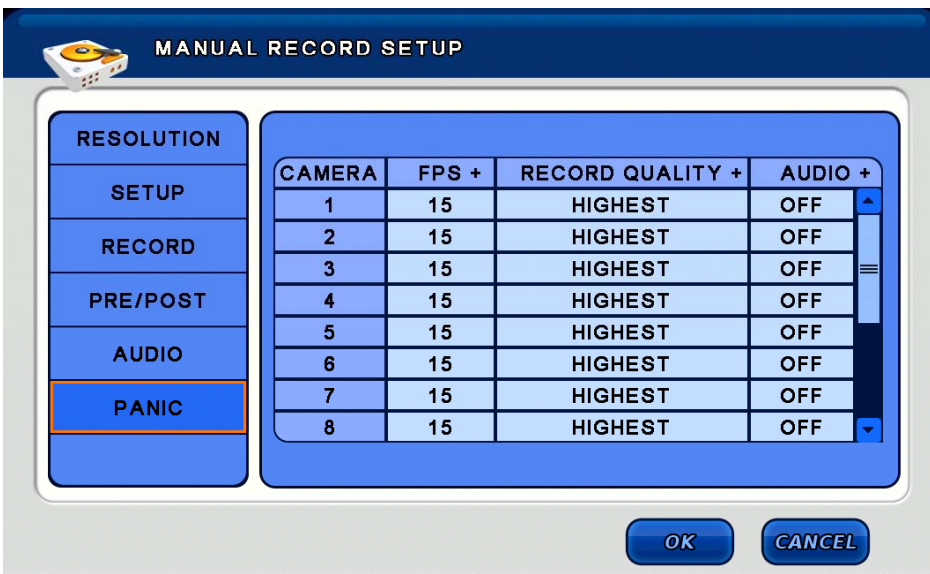 MANUAL RECORD SETUP
RESOLUTION
SETUP
RECORD
PRE/POST
AUDIO
PANIC
CAMERA FPS + RECORD QUALITY + AUDIO +
1 15 HIGHEST OFF
2 15 HIGHEST OFF
3 15 HIGHEST OFF
4 15 HIGHEST OFF
5 15 HIGHEST OFF
6 15 HIGHEST OFF
7 15 HIGHEST OFF
8 15 HIGHEST OFF
OK CANCEL